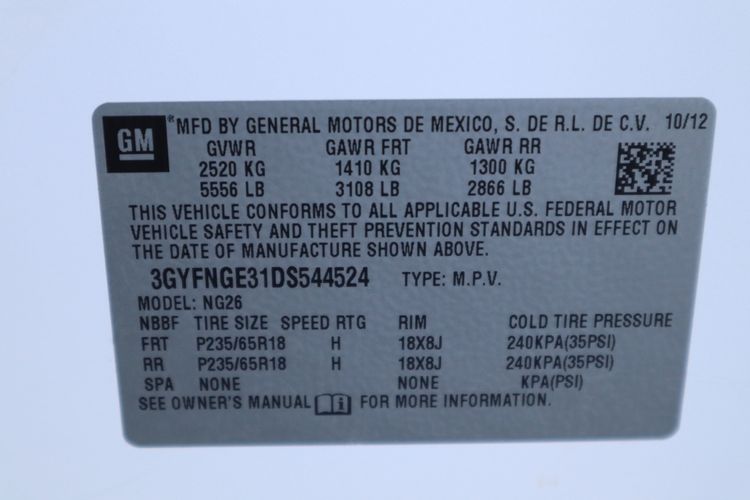 GM
*MFD BY GENERAL MOTORS DE MEXICO, S. DE R.L. DE C.V. 10/12
GVWR GAWR FRT GAWR RR
2520 KG 1410 KG 1300 KG
5556 LB 3108 LB 2866 LB
THIS VEHICLE CONFORMS TO ALL APPLICABLE U.S. FEDERAL MOTOR
VEHICLE SAFETY AND THEFT PREVENTION STANDARDS IN EFFECT ON
THE DATE OF MANUFACTURE SHOWN ABOVE.
3GYFNGE31DS544524 TYPE: M.P.V.
MODEL: NG26
NBBF TIRE SIZE SPEED RTG RIM COLD TIRE PRESSURE
FRT P235/65R18 H 18X8J 240KPA(35PSI)
RR P235/65R18 H 18X8J 240KPA(35PSI)
SPA NONE NONE KPA(PSI)
SEE OWNER'S MANUAL i FOR MORE INFORMATION.